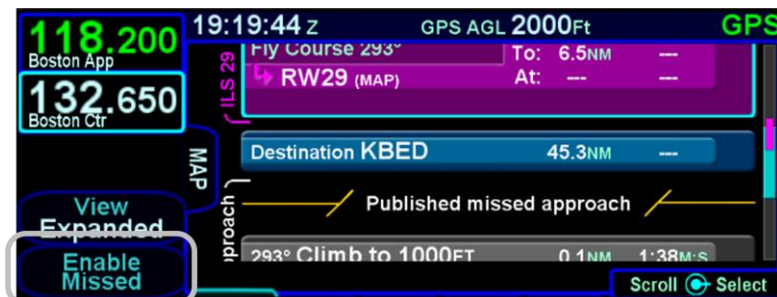 118.200
Boston App
132.650
Boston Ctr
19:19:44 Z
GPS AGL 2000Ft
GPS
ILS 29
Fly Course 293° To: 6.5NM ---
RW29 (MAP) At: --- ---
MAP
Destination KBED 45.3NM ---
Published missed approach
proach
293° Climb to 1000FT 0.1NM 1:38M:S
View
Expanded
Enable
Missed
Scroll Select